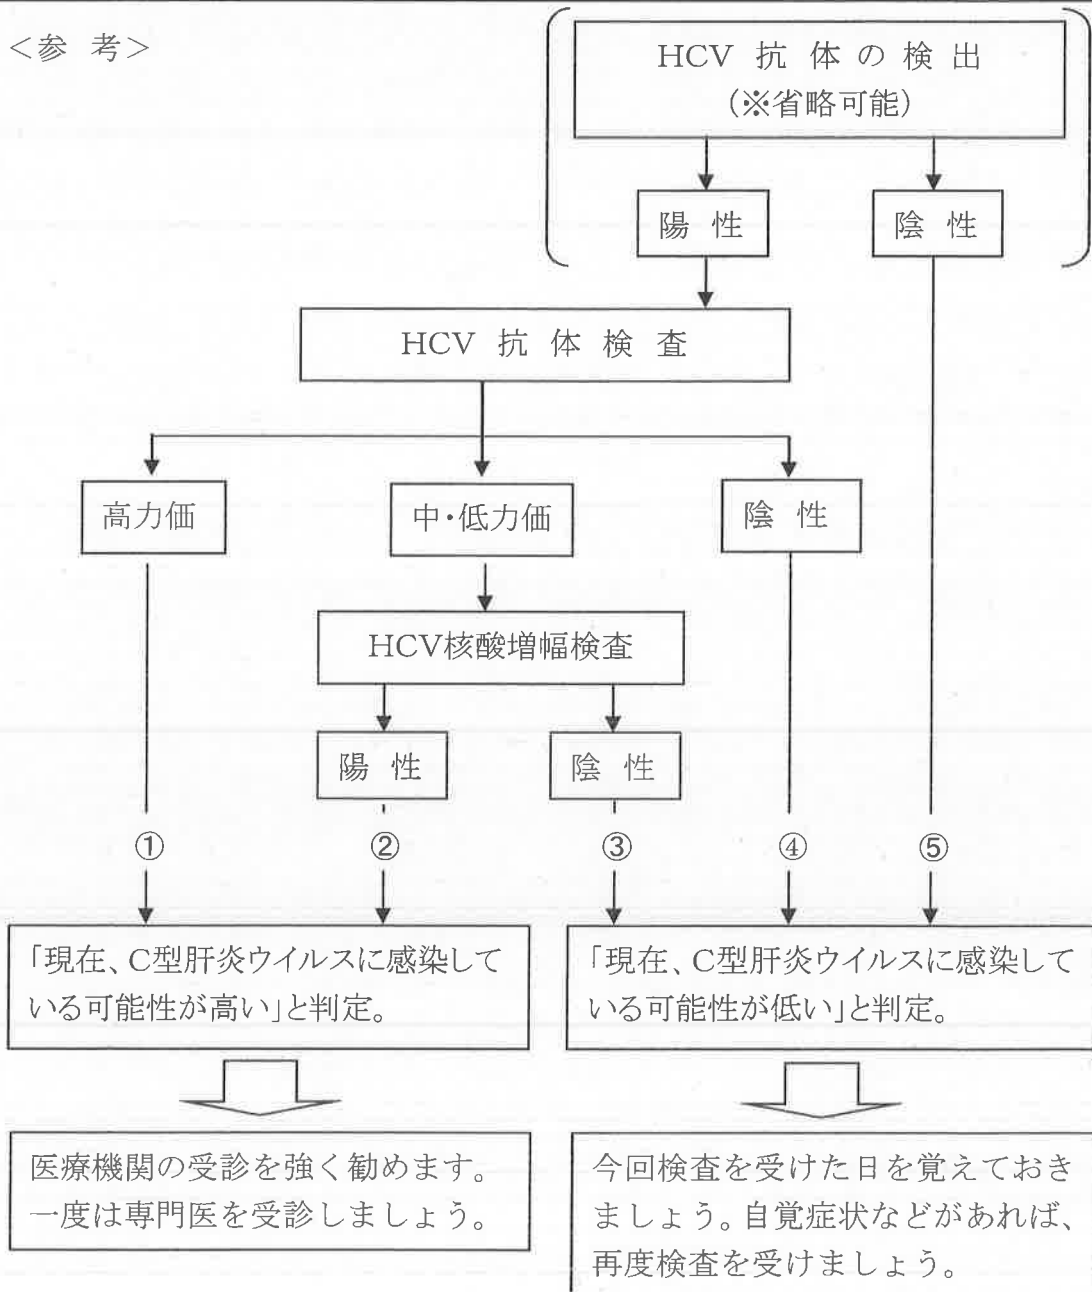 ＜参 考＞
HCV 抗 体 の 検 出
（※省略可能）
陽 性
陰 性
HCV 抗 体 検 査
高力価
中・低力価
陰 性
HCV核酸増幅検査
陽 性
陰 性
①
②
③
④
⑤
「現在、C型肝炎ウイルスに感染して
いる可能性が高い」と判定。
「現在、C型肝炎ウイルスに感染して
いる可能性が低い」と判定。
医療機関の受診を強く勧めます。
一度は専門医を受診しましょう。
今回検査を受けた日を覚えておき
ましょう。自覚症状などがあれば、
再度検査を受けましょう。